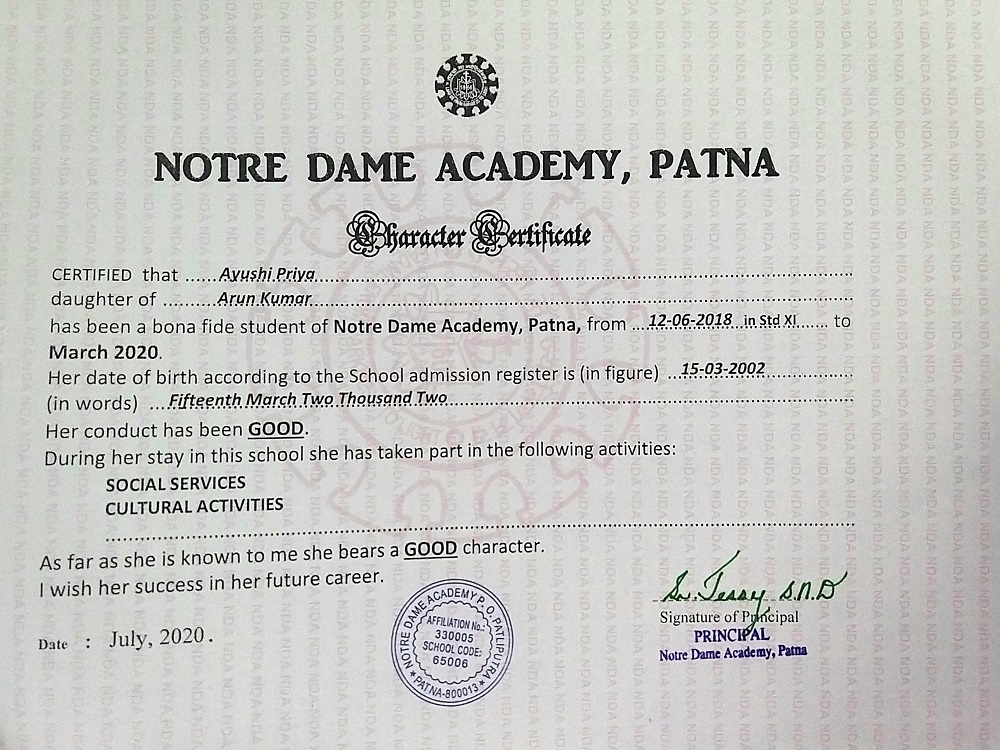 NOTRE DAME ACADEMY, PATNA
Character Certificate
CERTIFIED that ......Ayushi Priya......
daughter of .........Arun Kumar......
has been a bona fide student of Notre Dame Academy, Patna, from ....12-06-2018...in Std XI....... to
March 2020.
Her date of birth according to the School admission register is (in figure) ...15-03-2002......
(in words) ....Fifteenth March Two Thousand Two......
Her conduct has been GOOD.
During her stay in this school she has taken part in the following activities:
SOCIAL SERVICES
CULTURAL ACTIVITIES
As far as she is known to me she bears a GOOD character.
I wish her success in her future career.
Date : July, 2020.
NOTRE DAME ACADEMY P. O. PATLIPUTRA
★ PATNA-800013 ★
AFFILIATION No.:
330005
SCHOOL CODE:
65006
Sr. Tessy S.N.D
Signature of Principal
PRINCIPAL
Notre Dame Academy, Patna